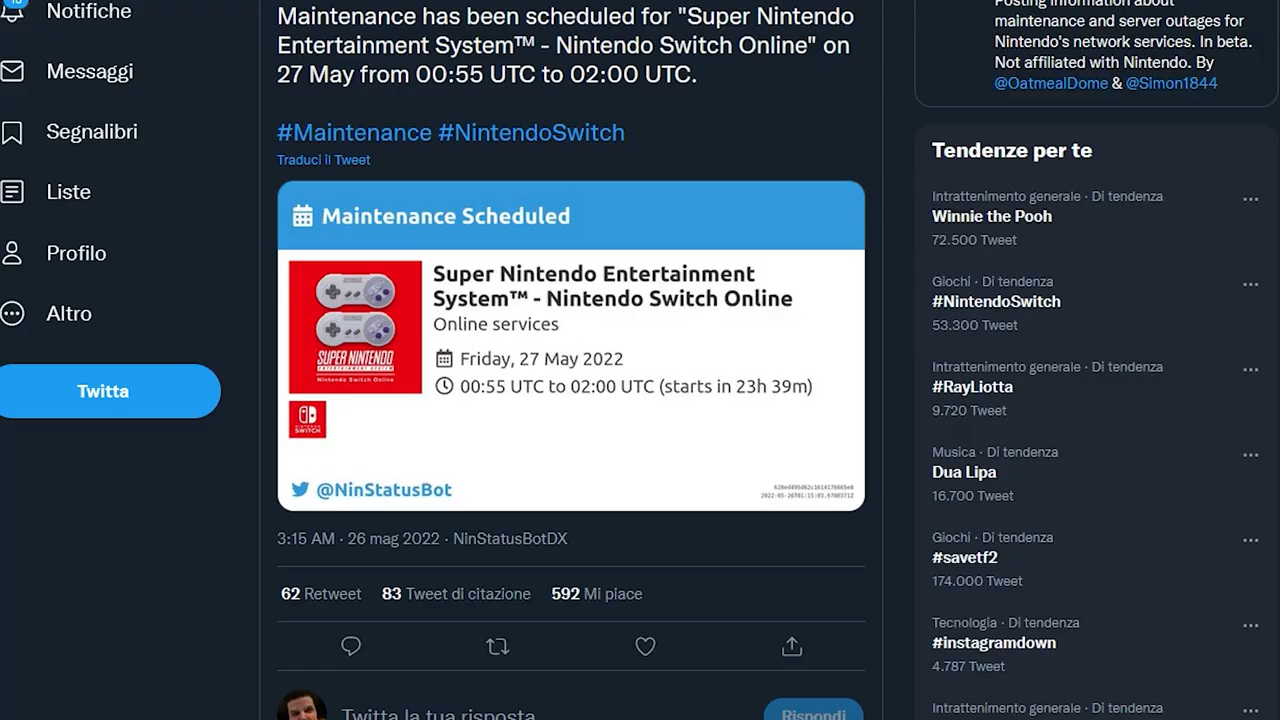 Notifiche
Messaggi
Segnalibri
Liste
Profilo
Altro
Twitta
Maintenance has been scheduled for "Super Nintendo
Entertainment System™ - Nintendo Switch Online" on
27 May from 00:55 UTC to 02:00 UTC.
#Maintenance #NintendoSwitch
Traduci il Tweet
Maintenance Scheduled
SUPER NINTENDO
Nintendo Switch Online
NINTENDO
SWITCH
Super Nintendo Entertainment
System™ - Nintendo Switch Online
Online services
Friday, 27 May 2022
00:55 UTC to 02:00 UTC (starts in 23h 39m)
@NinStatusBot
3:15 AM · 26 mag 2022 · NinStatusBotDX
62 Retweet 83 Tweet di citazione 592 Mi piace
Twitta la tua risposta
Rispondi
Posting information about
maintenance and server outages for
Nintendo's network services. In beta.
Not affiliated with Nintendo. By
@OatmealDome & @Simon1844
Tendenze per te
Intrattenimento generale · Di tendenza
Winnie the Pooh
72.500 Tweet
Giochi · Di tendenza
#NintendoSwitch
53.300 Tweet
Intrattenimento generale · Di tendenza
#RayLiotta
9.720 Tweet
Musica · Di tendenza
Dua Lipa
16.700 Tweet
Giochi · Di tendenza
#savetf2
174.000 Tweet
Tecnologia · Di tendenza
#instagramdown
4.787 Tweet
Intrattenimento generale · Di tendenza